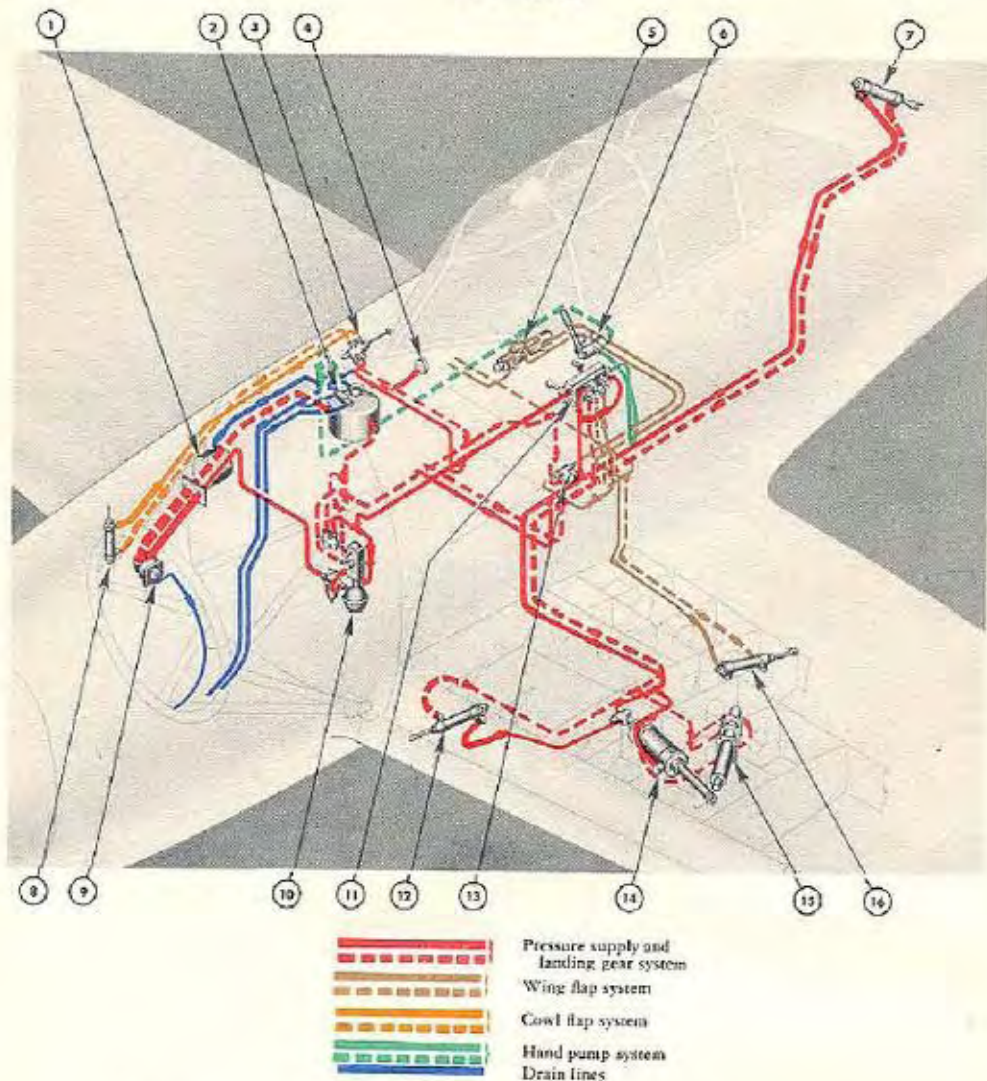 1 2 3 4 5 6 7
8 9 10 11 12 13 14 15 16
Pressure supply and
landing gear system
Wing flap system
Cowl flap system
Hand pump system
Drain lines